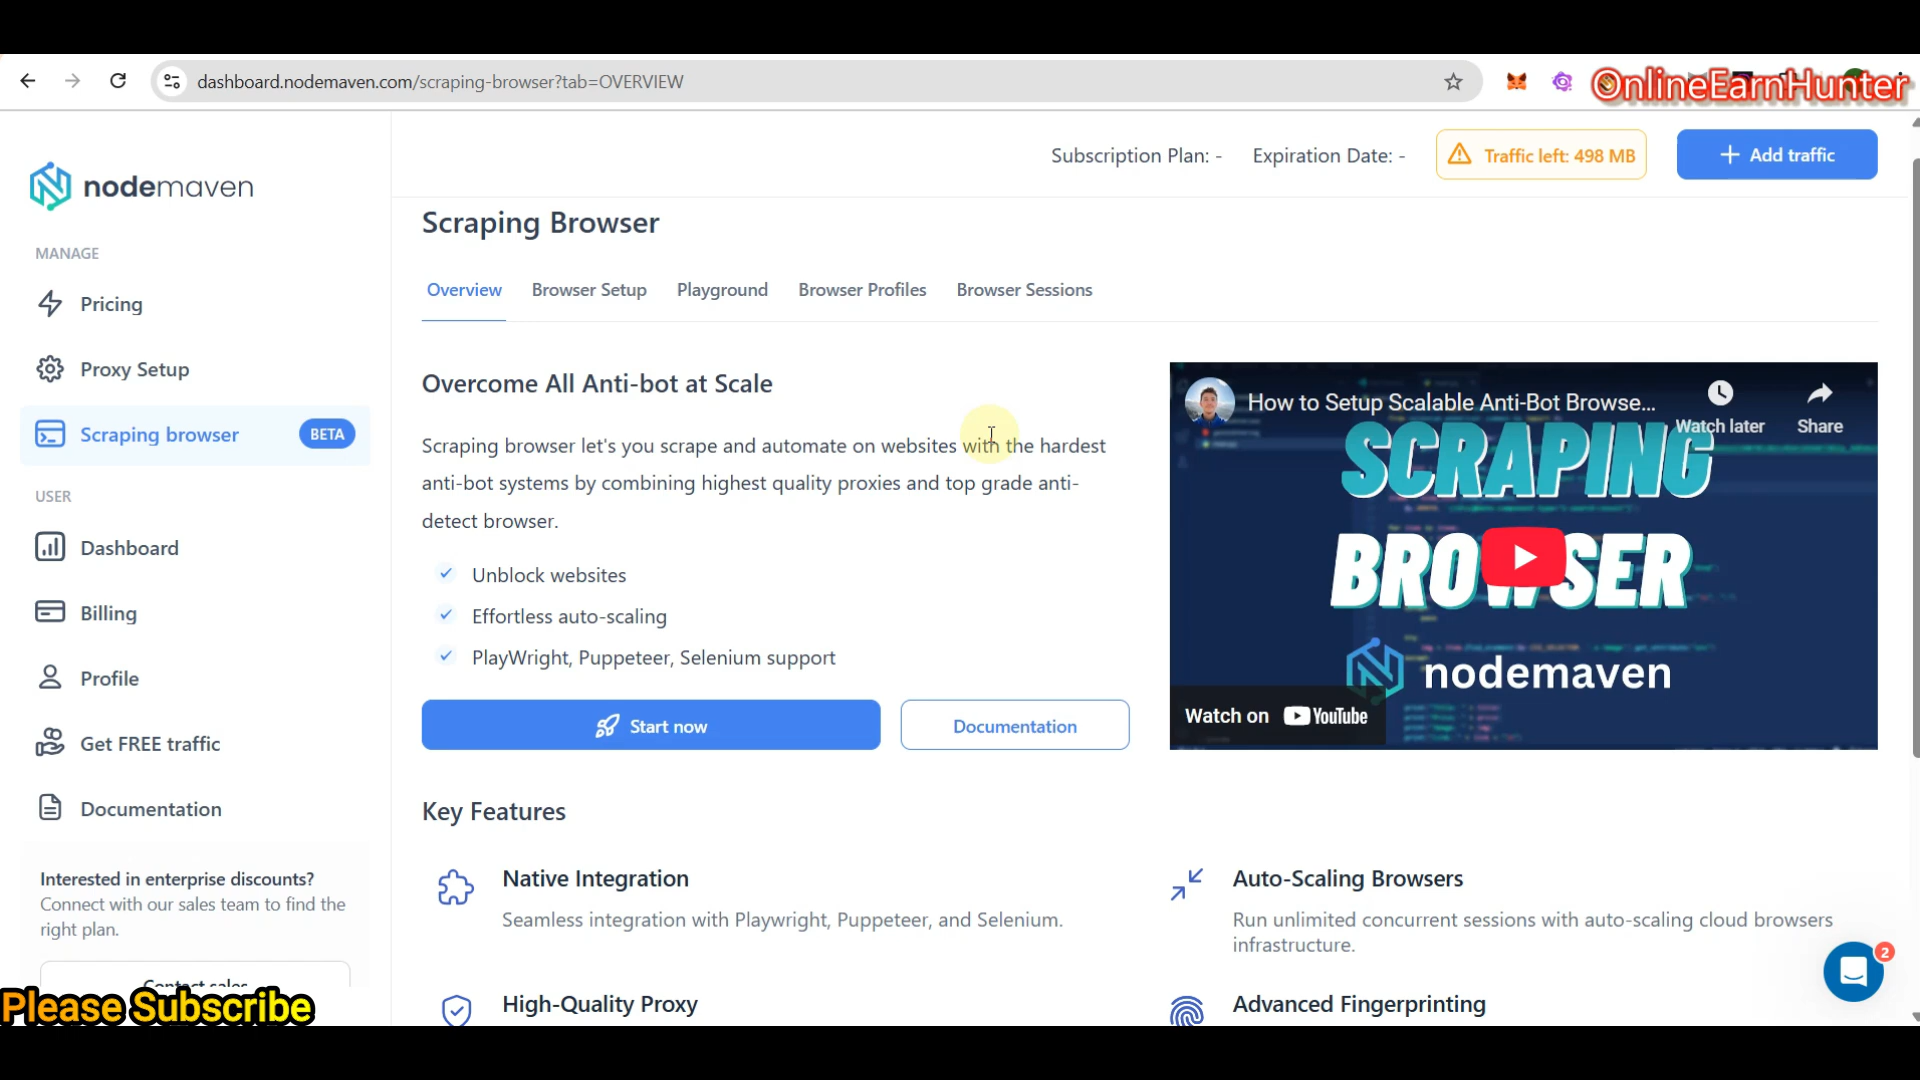 dashboard.nodemaven.com/scraping-browser?tab=OVERVIEW
OnlineEarnHunter
nodemaven
Subscription Plan: -
Expiration Date: -
Traffic left: 498 MB
+ Add traffic
MANAGE
Pricing
Proxy Setup
Scraping browser
BETA
USER
Dashboard
Billing
Profile
Get FREE traffic
Documentation
Interested in enterprise discounts?
Connect with our sales team to find the
right plan.
Contact sales
Please Subscribe
Scraping Browser
Overview
Browser Setup
Playground
Browser Profiles
Browser Sessions
Overcome All Anti-bot at Scale
Scraping browser let's you scrape and automate on websites with the hardest
anti-bot systems by combining highest quality proxies and top grade anti-
detect browser.
Unblock websites
Effortless auto-scaling
PlayWright, Puppeteer, Selenium support
Start now
Documentation
How to Setup Scalable Anti-Bot Browse...
Watch later
Share
SCRAPING
BROWSER
nodemaven
Watch on YouTube
Key Features
Native Integration
Seamless integration with Playwright, Puppeteer, and Selenium.
Auto-Scaling Browsers
Run unlimited concurrent sessions with auto-scaling cloud browsers
infrastructure.
High-Quality Proxy
Advanced Fingerprinting
2